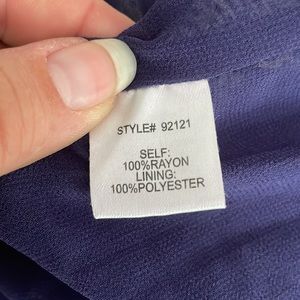 STYLE# 92121
SELF:
100%RAYON
LINING:
100%POLYESTER